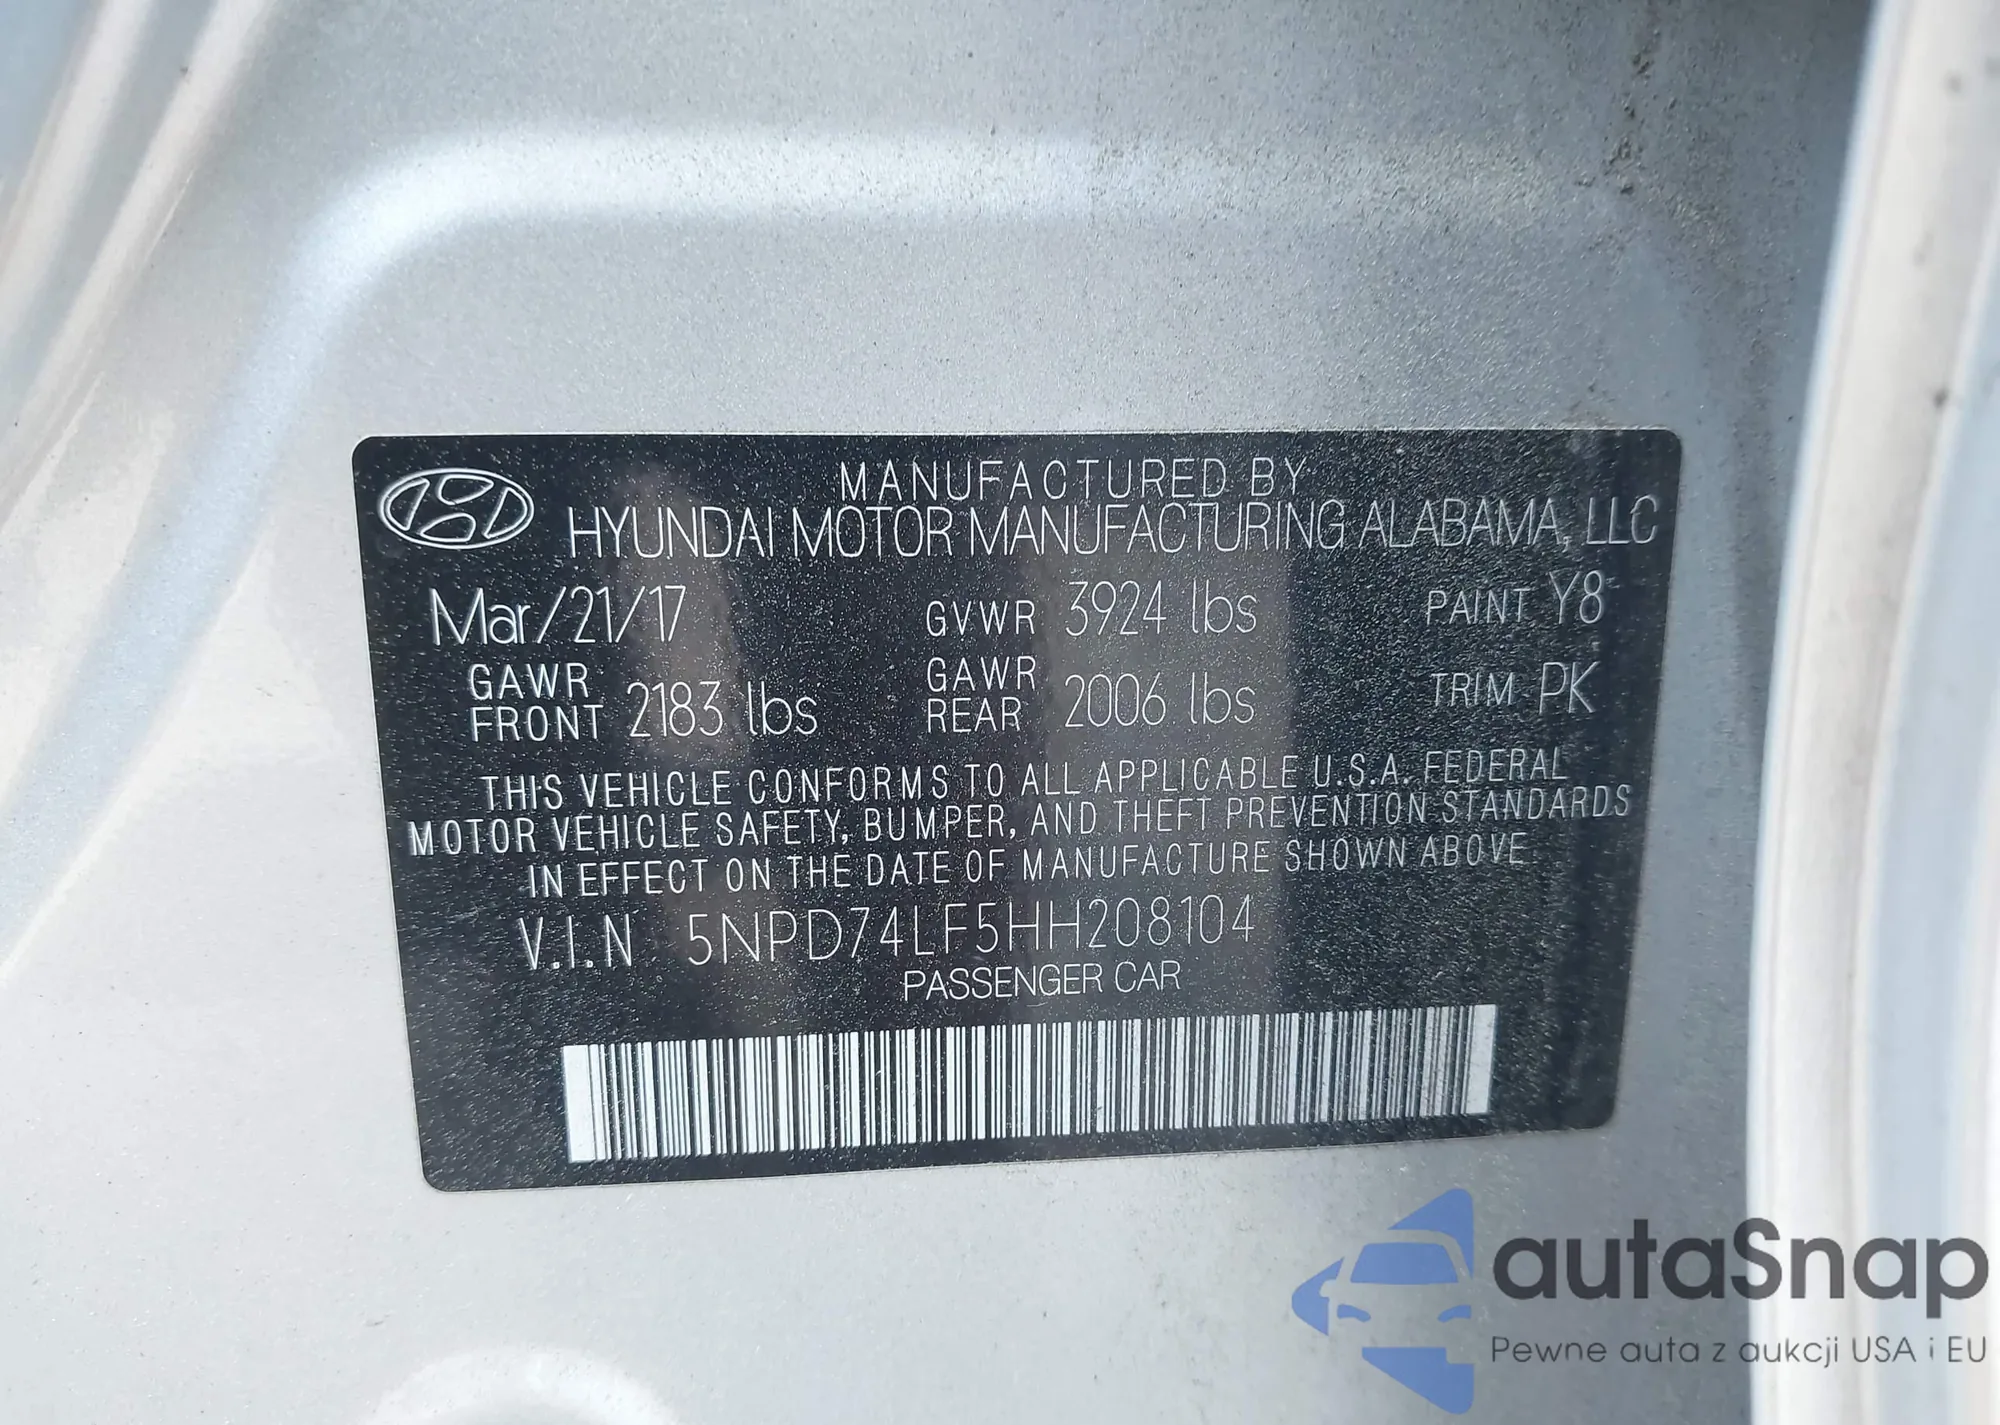 MANUFACTURED BY
HYUNDAI MOTOR MANUFACTURING ALABAMA, LLC
Mar/21/17 GVWR 3924 lbs PAINT Y8
GAWR FRONT 2183 lbs GAWR REAR 2006 lbs TRIM PK
THIS VEHICLE CONFORMS TO ALL APPLICABLE U.S.A. FEDERAL
MOTOR VEHICLE SAFETY, BUMPER, AND THEFT PREVENTION STANDARDS
IN EFFECT ON THE DATE OF MANUFACTURE SHOWN ABOVE
V.I.N 5NPD74LF5HH208104
PASSENGER CAR
autaSnap
Pewne auta z aukcji USA i EU